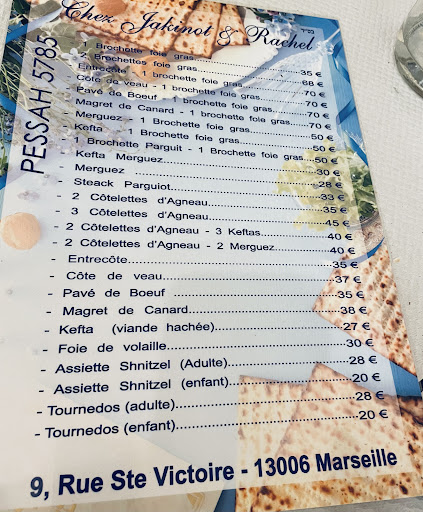 Chez Jakinot & Rachel
PESSAH 5785
- 1 Brochette foie gras.....................35 €
- 2 Brochettes foie gras.....................68 €
- Entrecôte - 1 brochette foie gras..............70 €
- Côte de veau - 1 brochette foie gras...........70 €
- Pavé de Boeuf - 1 brochette foie gras..........70 €
- Magret de Canard - 1 brochette foie gras....70 €
- Merguez - 1 Brochette foie gras................50 €
- Kefta - 1 Brochette foie gras...................50 €
- 1 Brochette Parguit - 1 Brochette foie gras....50 €
- Kefta Merguez..............................30 €
- Merguez ..............................28 €
- Steack Parguiot..............................33 €
- 2 Côtelettes d'Agneau........................35 €
- 3 Côtelettes d'Agneau........................45 €
- 2 Côtelettes d'Agneau - 3 Keftas.............40 €
- 2 Côtelettes d'Agneau - 2 Merguez............40 €
- Entrecôte..............................35 €
- Côte de veau..............................37 €
- Pavé de Boeuf ..............................35 €
- Magret de Canard..............................38 €
- Kefta (viande hachée)........................27 €
- Foie de volaille..............................30 €
- Assiette Shnitzel (Adulte)........................28 €
- Assiette Shnitzel (enfant)........................20 €
- Tournedos (adulte)..............................28 €
- Tournedos (enfant)..............................20 €
9, Rue Ste Victoire - 13006 Marseille